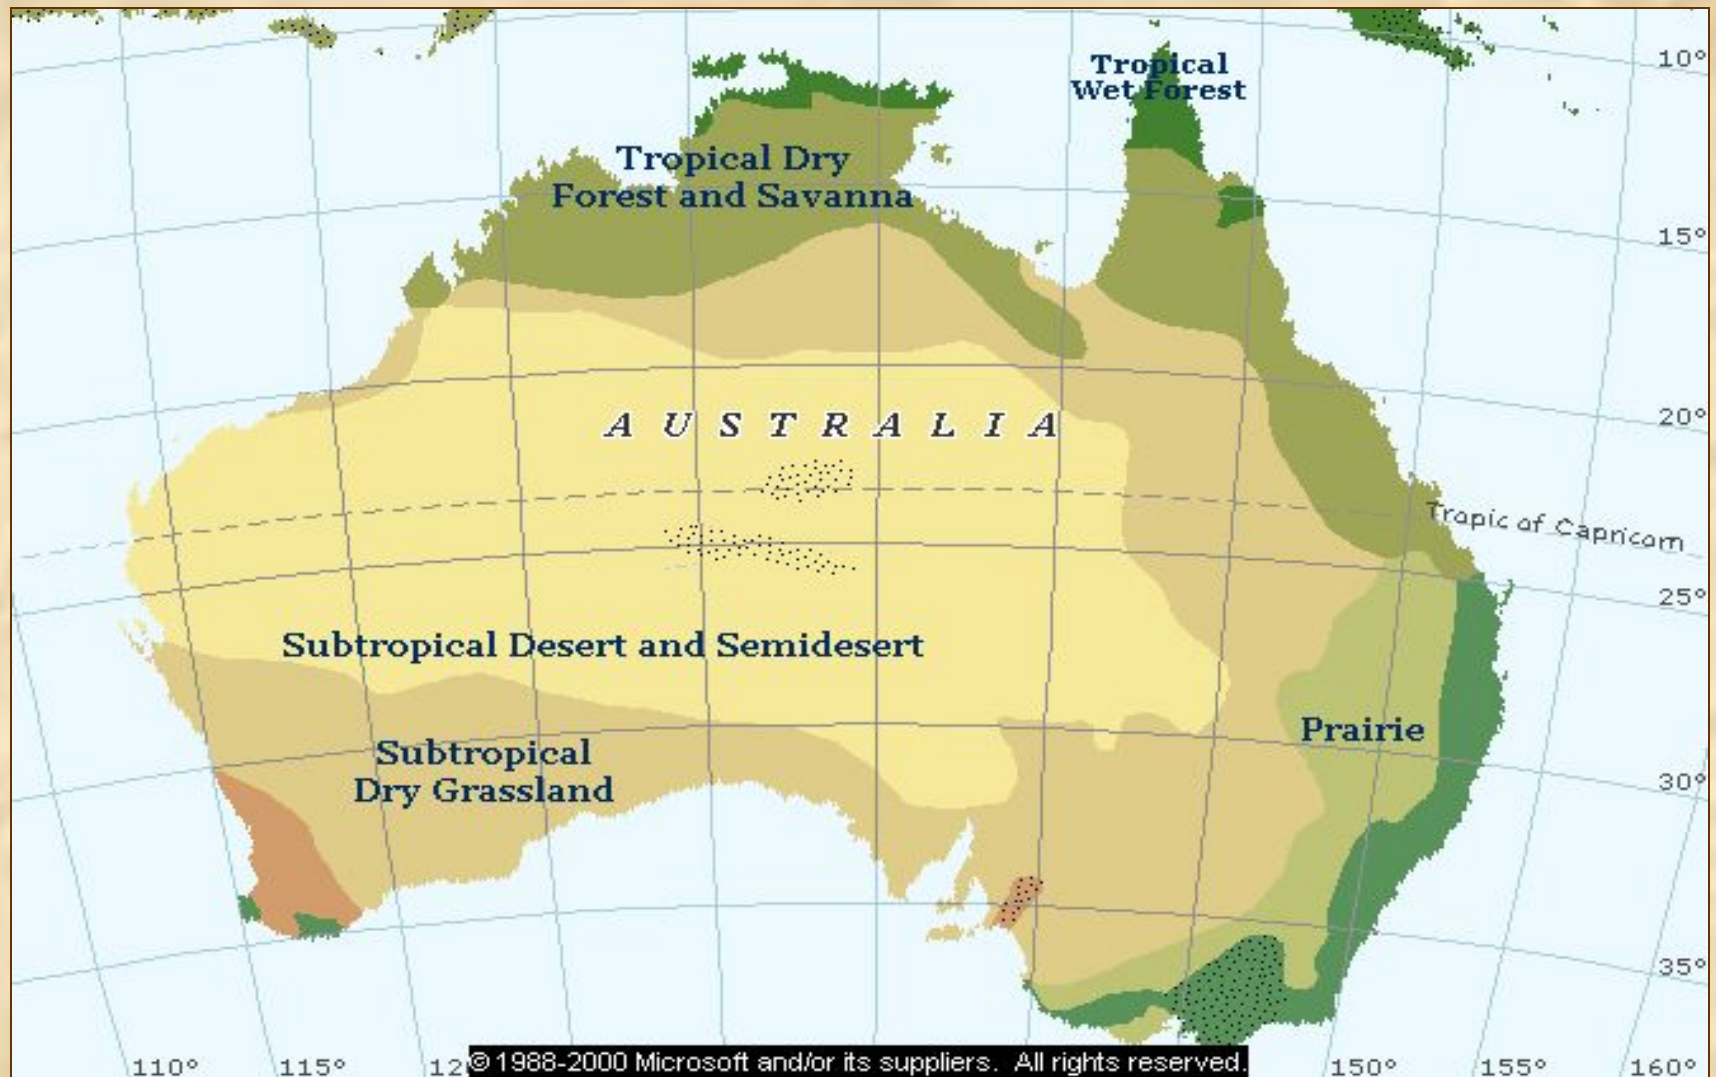 Tropical
Wet Forest
10°
Tropical Dry
Forest and Savanna
15°
20°
AUSTRALIA
Tropic of Capricorn
25°
Subtropical Desert and Semidesert
Prairie
Subtropical
Dry Grassland
30°
35°
110° 115° 12 © 1988-2000 Microsoft and/or its suppliers. All rights reserved. 150° 155° 160°